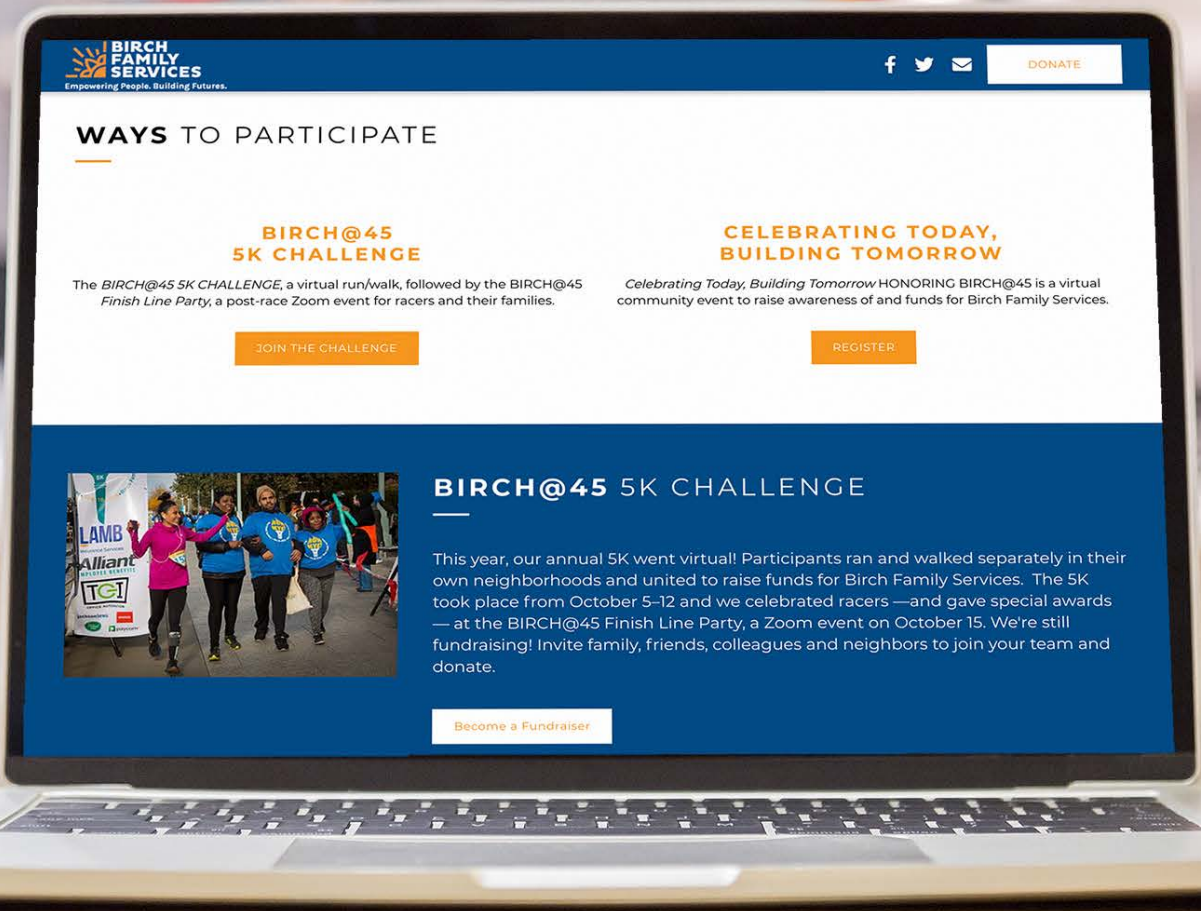 BIRCH
FAMILY
SERVICES
Empowering People. Building Futures.
DONATE
WAYS TO PARTICIPATE
BIRCH@45
5K CHALLENGE
The BIRCH@45 5K CHALLENGE, a virtual run/walk, followed by the BIRCH@45
Finish Line Party, a post-race Zoom event for racers and their families.
JOIN THE CHALLENGE
CELEBRATING TODAY,
BUILDING TOMORROW
Celebrating Today, Building Tomorrow HONORING BIRCH@45 is a virtual
community event to raise awareness of and funds for Birch Family Services.
REGISTER
LAMB
Insurance Services
Alliant
EMPLOYEE BENEFITS
TGI
OFFICE AUTOMATION
BIRCH@45 5K CHALLENGE
This year, our annual 5K went virtual! Participants ran and walked separately in their
own neighborhoods and united to raise funds for Birch Family Services. The 5K
took place from October 5–12 and we celebrated racers —and gave special awards
— at the BIRCH@45 Finish Line Party, a Zoom event on October 15. We're still
fundraising! Invite family, friends, colleagues and neighbors to join your team and
donate.
Become a Fundraiser